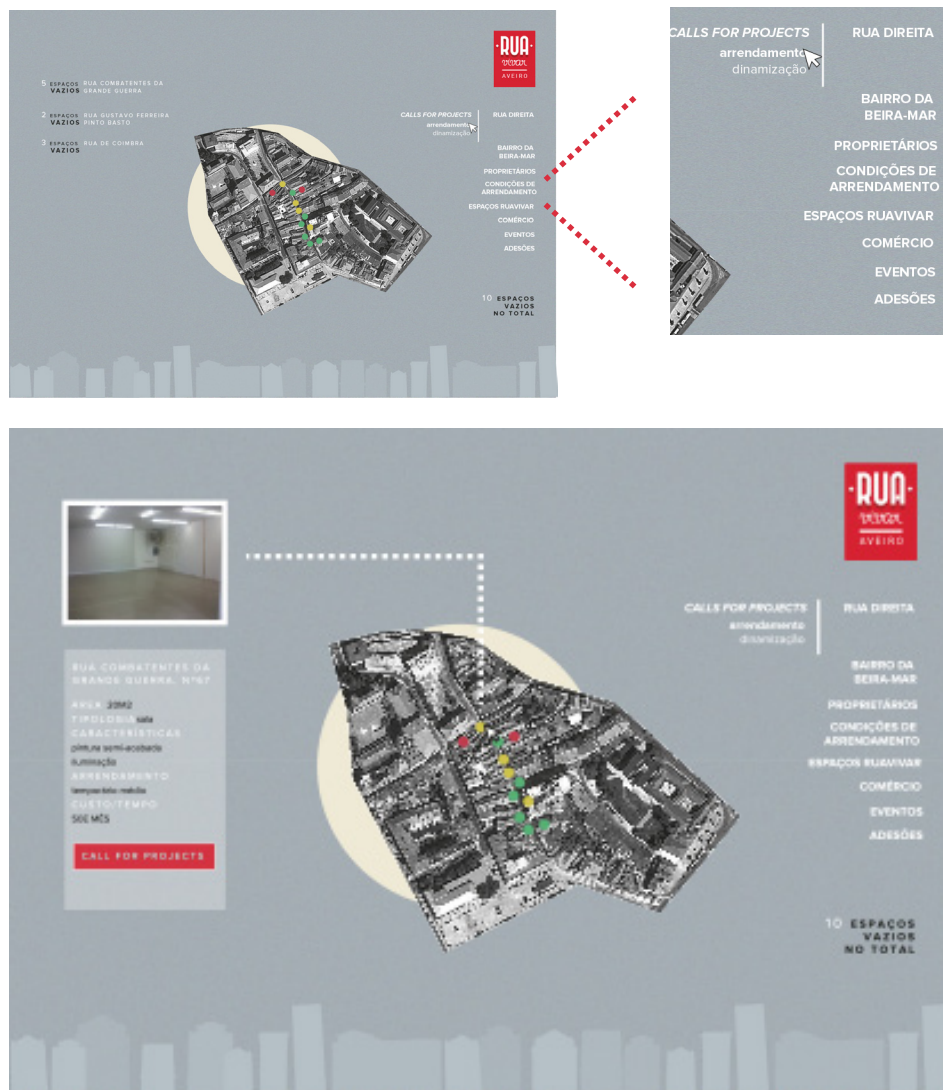 RUA
vivar
AVEIRO
5 ESPAÇOS VAZIOS RUA COMBATENTES DA
GRANDE GUERRA
2 ESPAÇOS VAZIOS RUA GUSTAVO FERREIRA
PINTO BASTO
3 ESPAÇOS VAZIOS RUA DE COIMBRA
CALLS FOR PROJECTS
arrendamento
dinamização
RUA DIREITA
BAIRRO DA
BEIRA-MAR
PROPRIETÁRIOS
CONDIÇÕES DE
ARRENDAMENTO
ESPAÇOS RUAVIVAR
COMÉRCIO
EVENTOS
ADESÕES
10 ESPAÇOS
VAZIOS
NO TOTAL
CALLS FOR PROJECTS
arrendamento
dinamização
RUA DIREITA
BAIRRO DA
BEIRA-MAR
PROPRIETÁRIOS
CONDIÇÕES DE
ARRENDAMENTO
ESPAÇOS RUAVIVAR
COMÉRCIO
EVENTOS
ADESÕES
RUA
vivar
AVEIRO
RUA COMBATENTES DA
GRANDE GUERRA, Nº67
ÁREA 20M2
TIPOLOGIA sala
CARACTERÍSTICAS
pintura semi-acabada
iluminação
ARRENDAMENTO
temporário médio
CUSTO/TEMPO
50€ MÊS
CALL FOR PROJECTS
CALLS FOR PROJECTS
arrendamento
dinamização
RUA DIREITA
BAIRRO DA
BEIRA-MAR
PROPRIETÁRIOS
CONDIÇÕES DE
ARRENDAMENTO
ESPAÇOS RUAVIVAR
COMÉRCIO
EVENTOS
ADESÕES
10 ESPAÇOS
VAZIOS
NO TOTAL